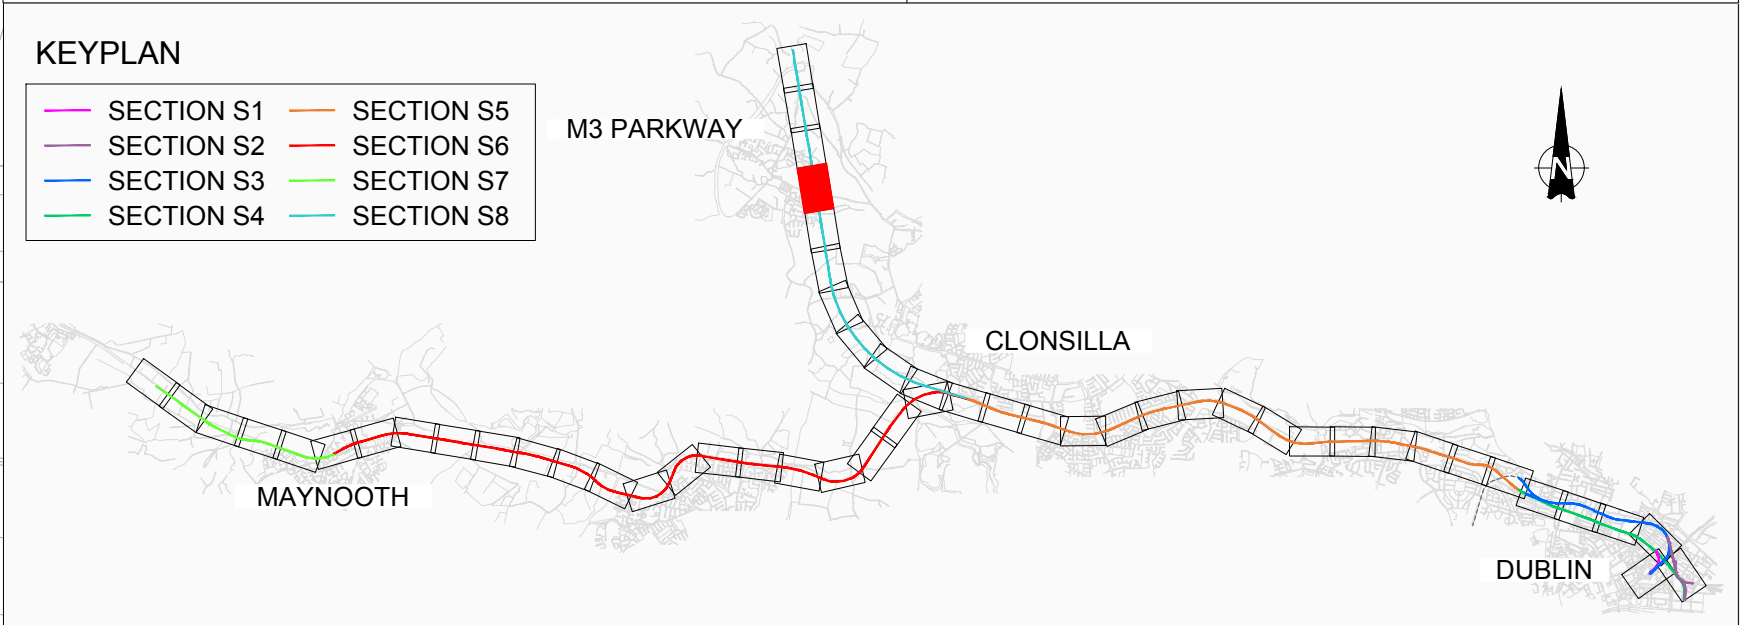 KEYPLAN
SECTION S1
SECTION S5
SECTION S2
SECTION S6
SECTION S3
SECTION S7
SECTION S4
SECTION S8
M3 PARKWAY
N
CLONSILLA
MAYNOOTH
DUBLIN